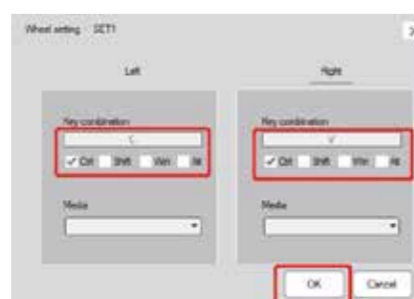 Wheel setting SET1
Left Right
Key combination Key combination
C V
Ctrl Shift Win Alt Ctrl Shift Win Alt
Media Media
OK Cancel